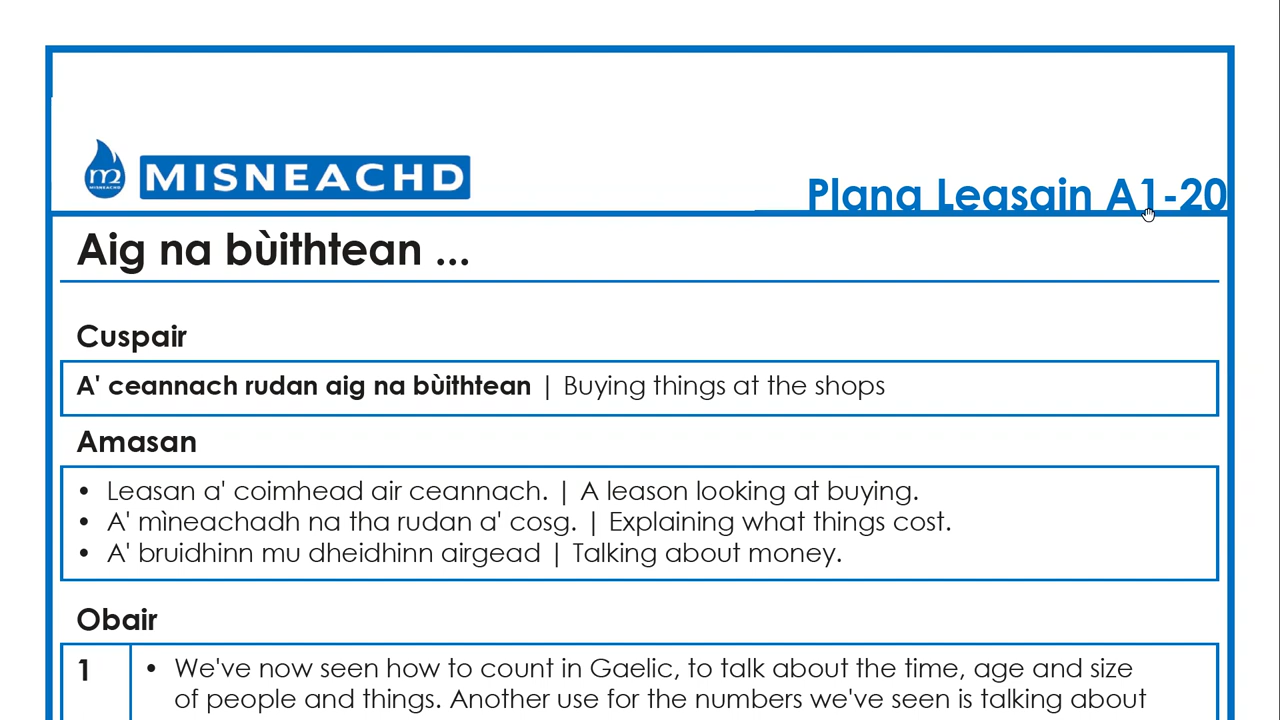 MISNEACHD
Plana Leasain A1-20
Aig na bùithtean ...
Cuspair
A' ceannach rudan aig na bùithtean | Buying things at the shops
Amasan
• Leasan a' coimhead air ceannach. | A leason looking at buying.
• A' mìneachadh na tha rudan a' cosg. | Explaining what things cost.
• A' bruidhinn mu dheidhinn airgead | Talking about money.
Obair
1 • We've now seen how to count in Gaelic, to talk about the time, age and size
of people and things. Another use for the numbers we've seen is talking about